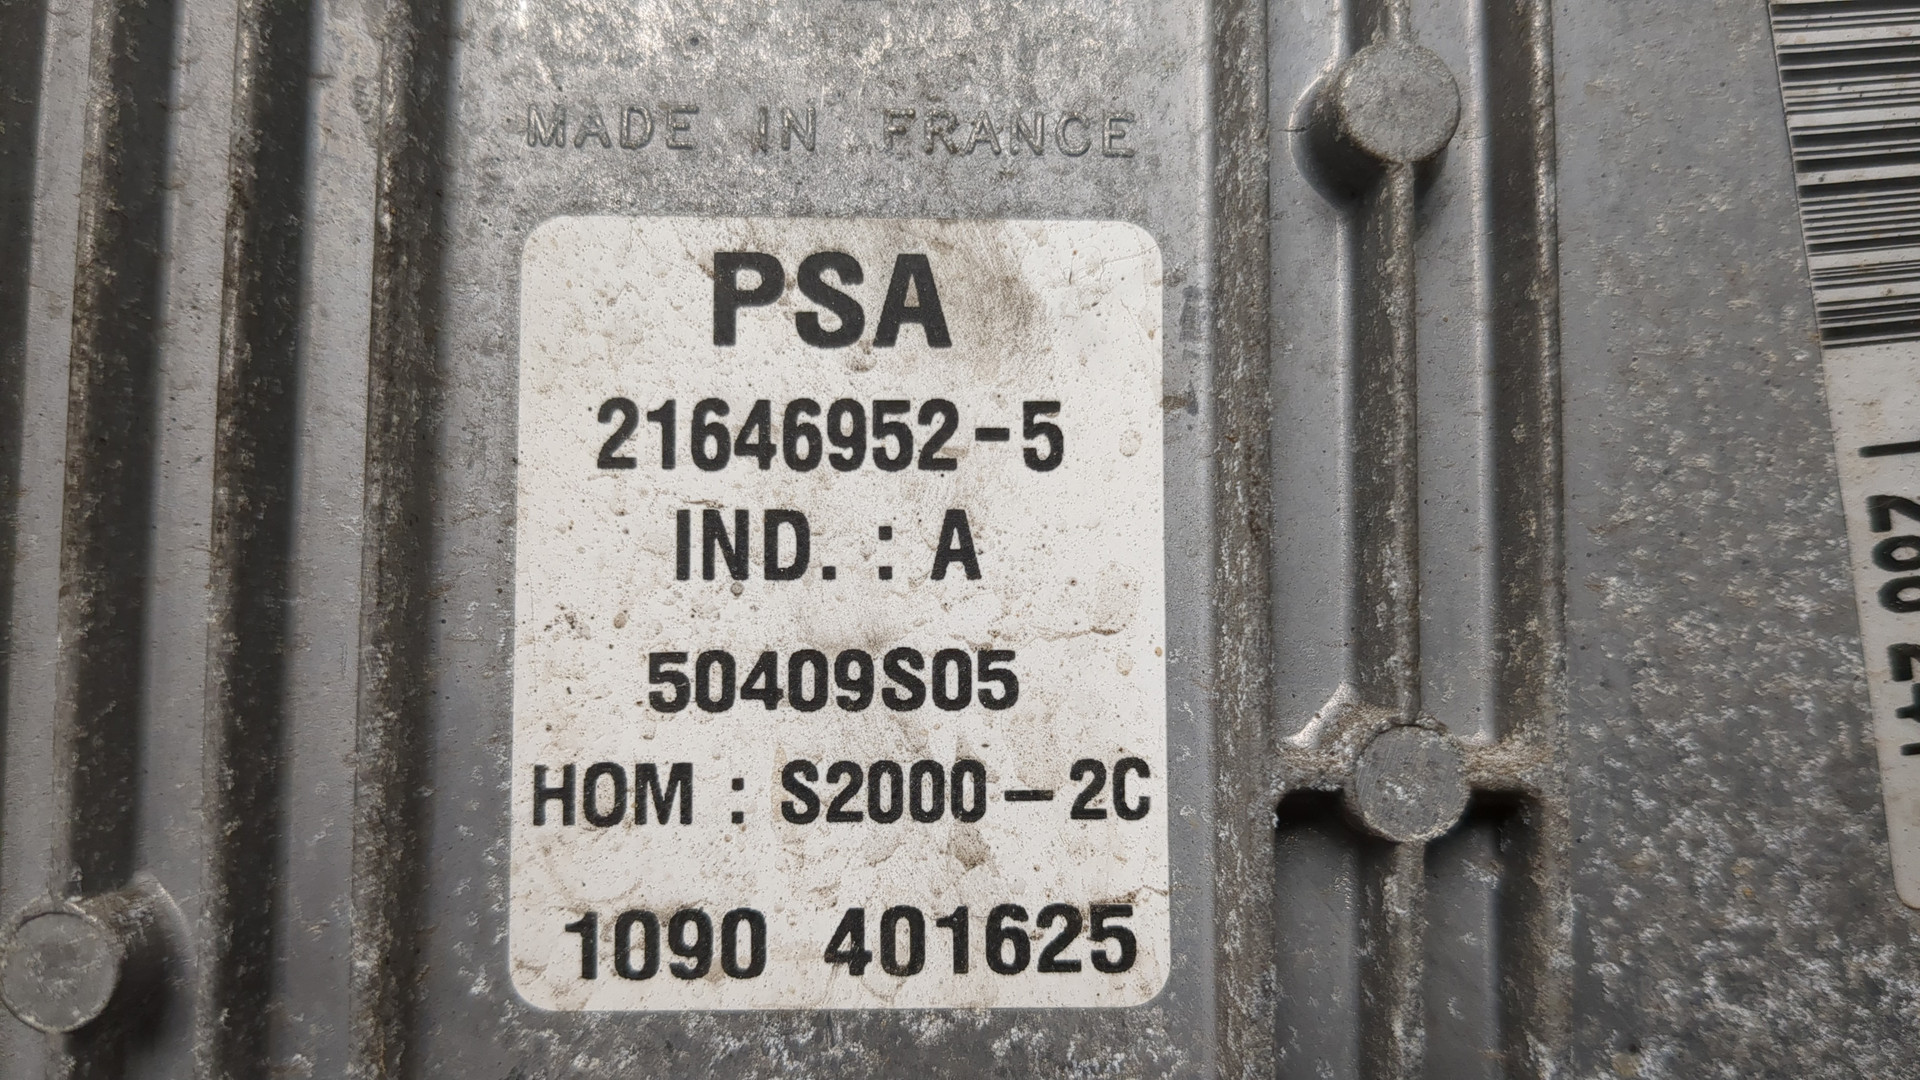 MADE IN FRANCE
PSA
21646952-5
IND. : A
50409S05
HOM : S2000-2C
1090 401625